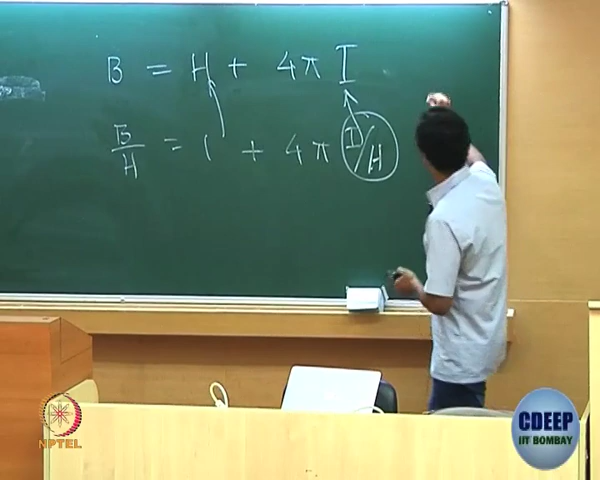 B = H + 4π I
B/H = 1 + 4π I/H
NPTEL
CDEEP
IIT BOMBAY